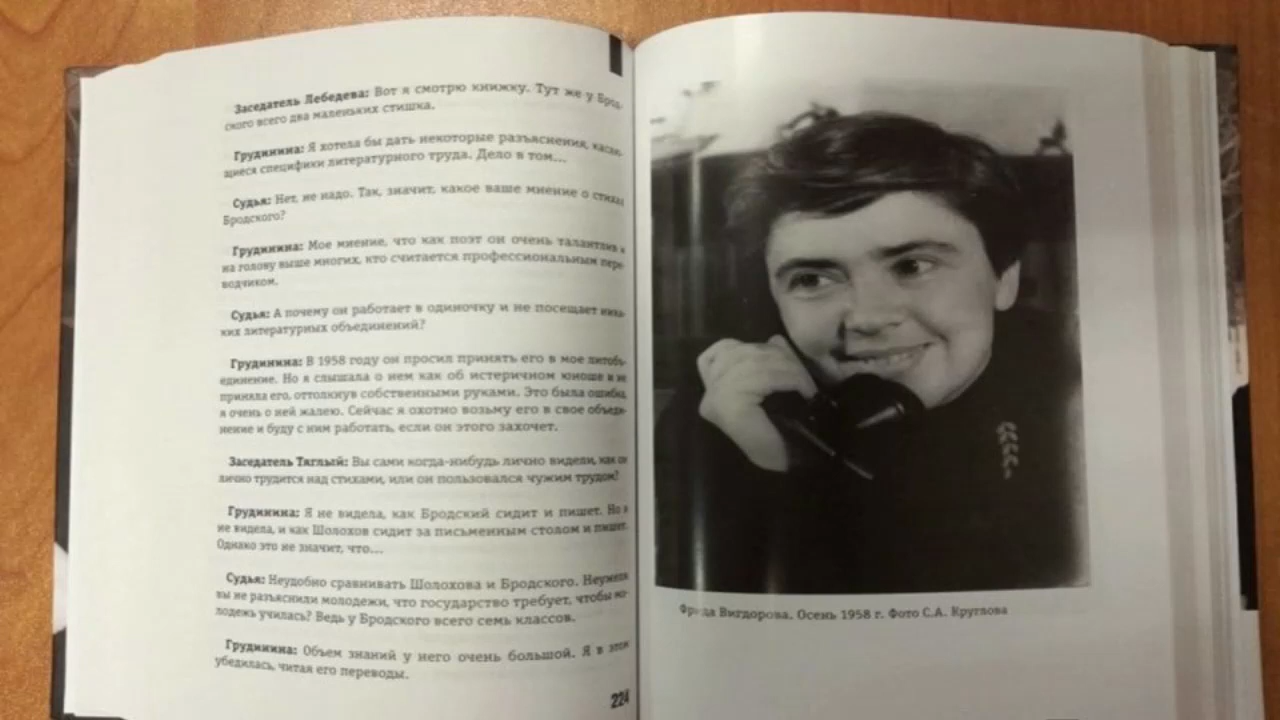 Заседатель Лебедева: Вот я смотрю книжку. Тут же у Брод-
ского всего два маленьких стишка.
Грудинина: Я хотела бы дать некоторые разъяснения, касаю-
щиеся специфики литературного труда. Дело в том...
Судья: Нет, не надо. Так, значит, какое ваше мнение о стихах
Бродского?
Грудинина: Мое мнение, что как поэт он очень талантлив и
на голову выше многих, кто считается профессиональным пере-
водчиком.
Судья: А почему он работает в одиночку и не посещает ника-
ких литературных объединений?
Грудинина: В 1958 году он просил принять его в мое литобъ-
единение. Но я слышала о нем как об истеричном юноше и не
приняла его, оттолкнув собственными руками. Это была ошибка,
я очень о ней жалею. Сейчас я охотно возьму его в свое объеди-
нение и буду с ним работать, если он этого захочет.
Заседатель Тяглый: Вы сами когда-нибудь лично видели, как он
лично трудится над стихами, или он пользовался чужим трудом?
Грудинина: Я не видела, как Бродский сидит и пишет. Но я
не видела, и как Шолохов сидит за письменным столом и пишет.
Однако это не значит, что...
Судья: Неудобно сравнивать Шолохова и Бродского. Неужели
вы не разъяснили молодежи, что государство требует, чтобы мо-
лодежь училась? Ведь у Бродского всего семь классов.
Грудинина: Объем знаний у него очень большой. Я в этом
убедилась, читая его переводы.
224
Фрида Вигдорова. Осень 1958 г. Фото С.А. Круглова